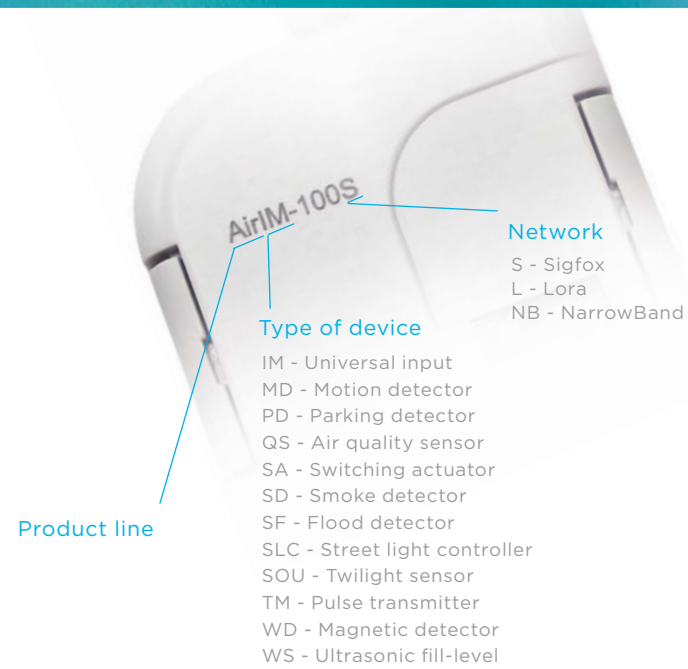 AirIM-100S
Network
S - Sigfox
L - Lora
NB - NarrowBand
Type of device
IM - Universal input
MD - Motion detector
PD - Parking detector
QS - Air quality sensor
SA - Switching actuator
SD - Smoke detector
SF - Flood detector
SLC - Street light controller
SOU - Twilight sensor
TM - Pulse transmitter
WD - Magnetic detector
WS - Ultrasonic fill-level
Product line